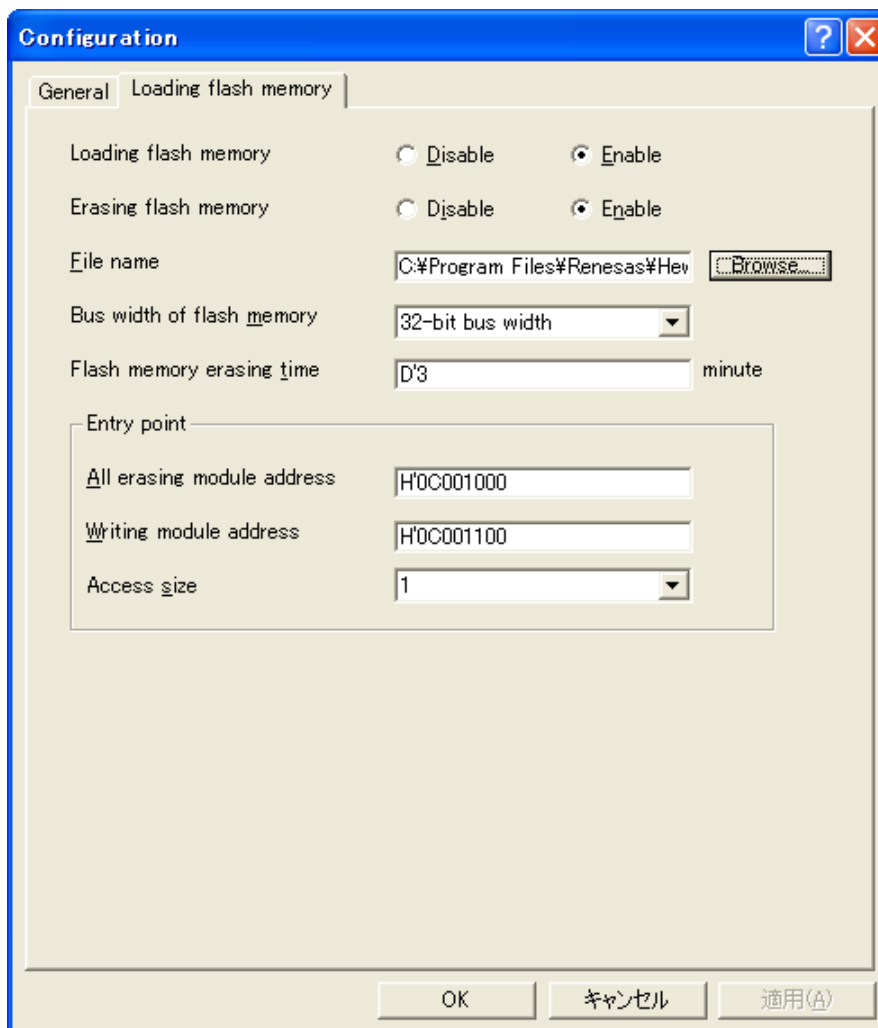 Configuration
General Loading flash memory
Loading flash memory Disable Enable
Erasing flash memory Disable Enable
File name C:¥Program Files¥Renesas¥Hew Browse...
Bus width of flash memory 32-bit bus width
Flash memory erasing time D'3 minute
Entry point
All erasing module address H'0C001000
Writing module address H'0C001100
Access size 1
OK キャンセル 適用(A)